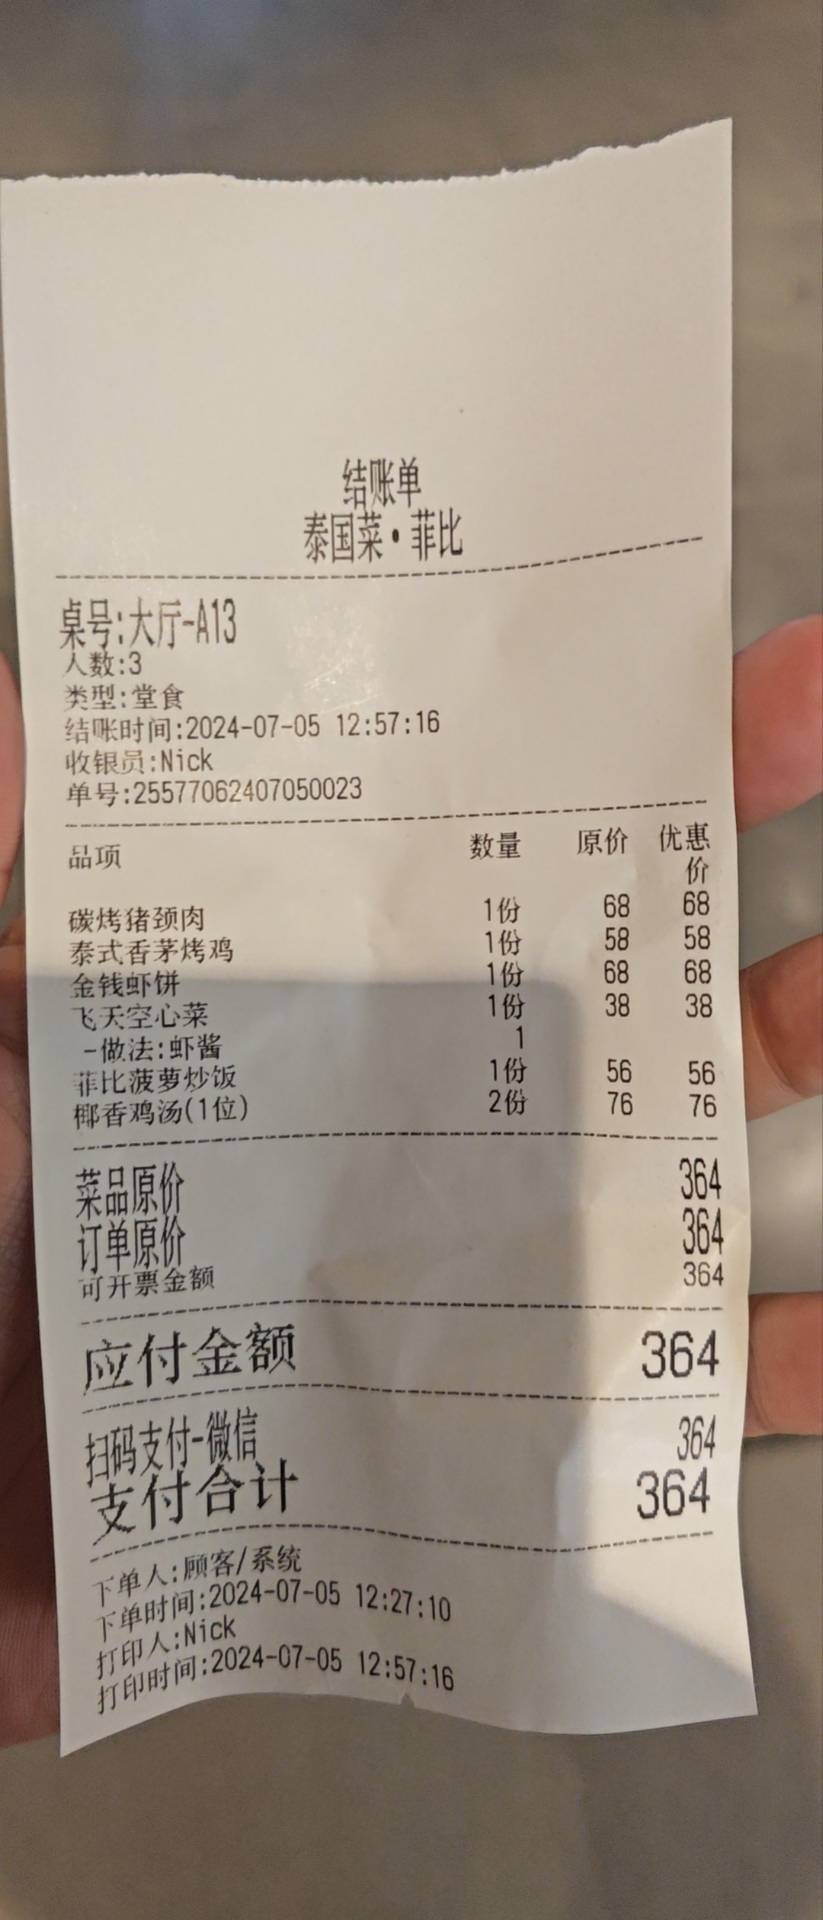 结账单
泰国菜·菲比
桌号:大厅-A13
人数:3
类型:堂食
结账时间:2024-07-05 12:57:16
收银员:Nick
单号:25577062407050023
品项 数量 原价 优惠价
碳烤猪颈肉 1份 68 68
泰式香茅烤鸡 1份 58 58
金钱虾饼 1份 68 68
飞天空心菜 1份 38 38
-做法:虾酱 1
菲比菠萝炒饭 1份 56 56
椰香鸡汤(1位) 2份 76 76
菜品原价 364
订单原价 364
可开票金额 364
应付金额 364
扫码支付-微信 364
支付合计 364
下单人:顾客/系统
下单时间:2024-07-05 12:27:10
打印人:Nick
打印时间:2024-07-05 12:57:16